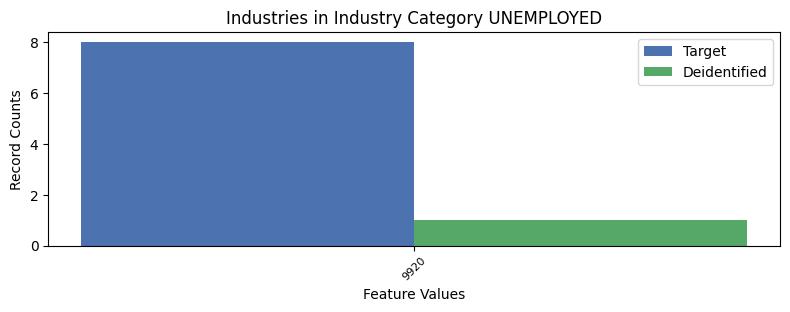 Industries in Industry Category UNEMPLOYED
Target
Deidentified
Record Counts
8
6
4
2
0
9920
Feature Values